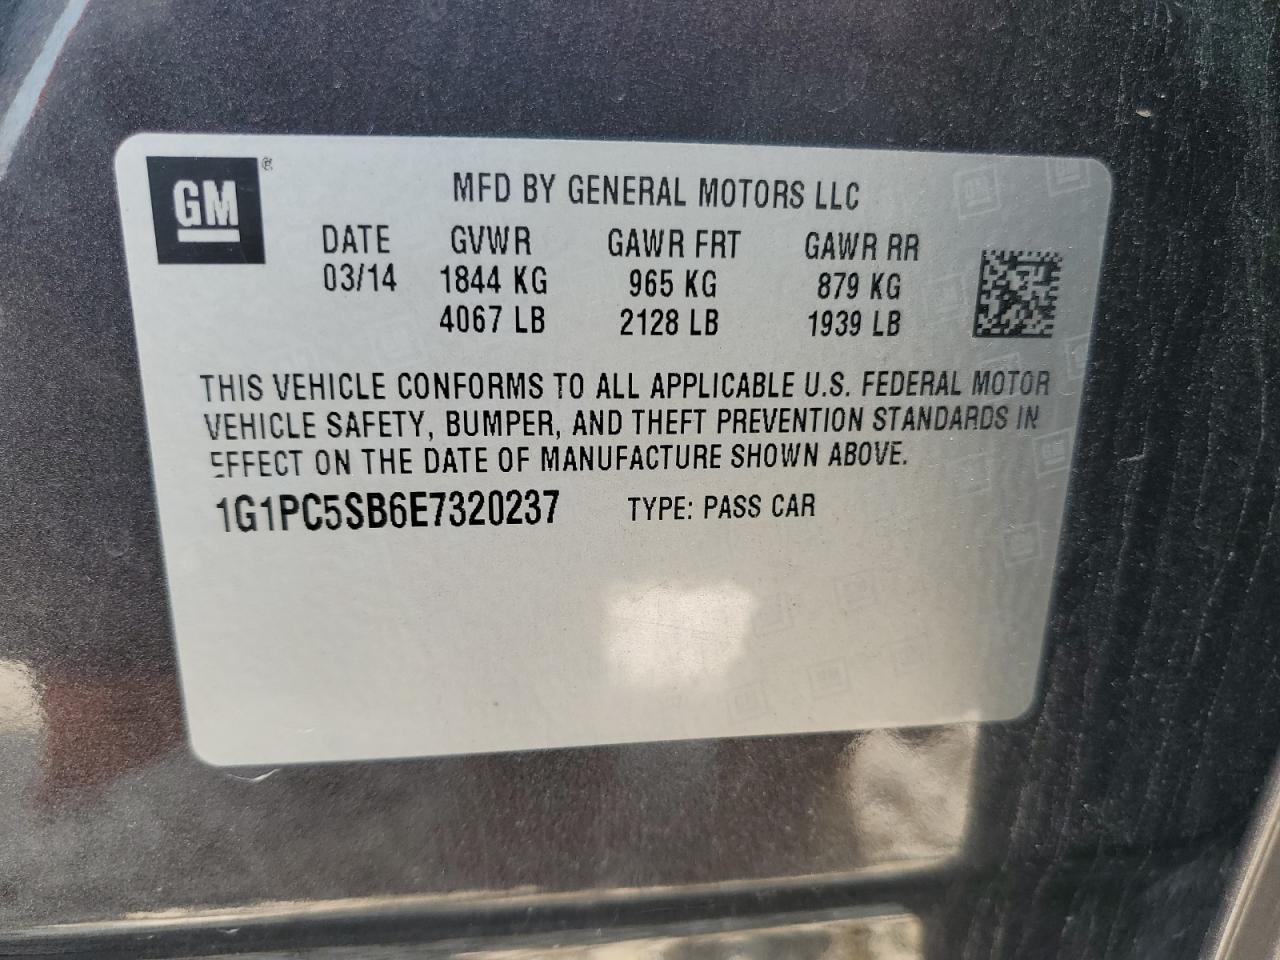 GM®
MFD BY GENERAL MOTORS LLC
DATE GVWR GAWR FRT GAWR RR
03/14 1844 KG 965 KG 879 KG
4067 LB 2128 LB 1939 LB
THIS VEHICLE CONFORMS TO ALL APPLICABLE U.S. FEDERAL MOTOR
VEHICLE SAFETY, BUMPER, AND THEFT PREVENTION STANDARDS IN
EFFECT ON THE DATE OF MANUFACTURE SHOWN ABOVE.
1G1PC5SB6E7320237 TYPE: PASS CAR